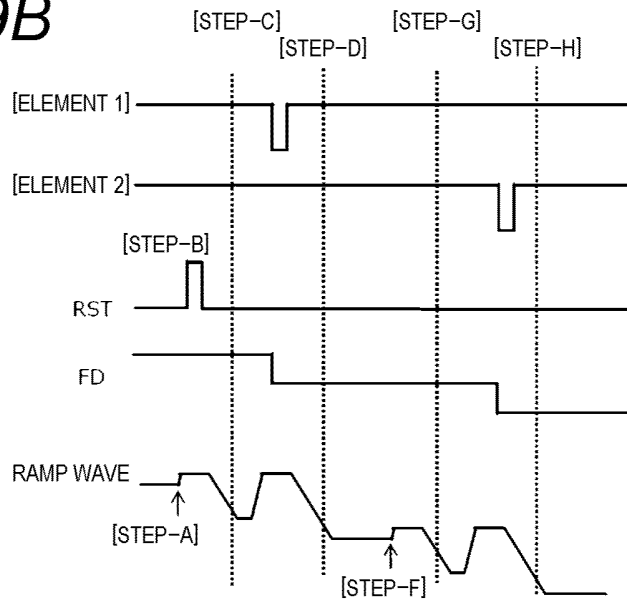 9B
[STEP-C]
[STEP-G]
[STEP-D]
[STEP-H]
[ELEMENT 1]
[ELEMENT 2]
[STEP-B]
RST
FD
RAMP WAVE
[STEP-A]
[STEP-F]